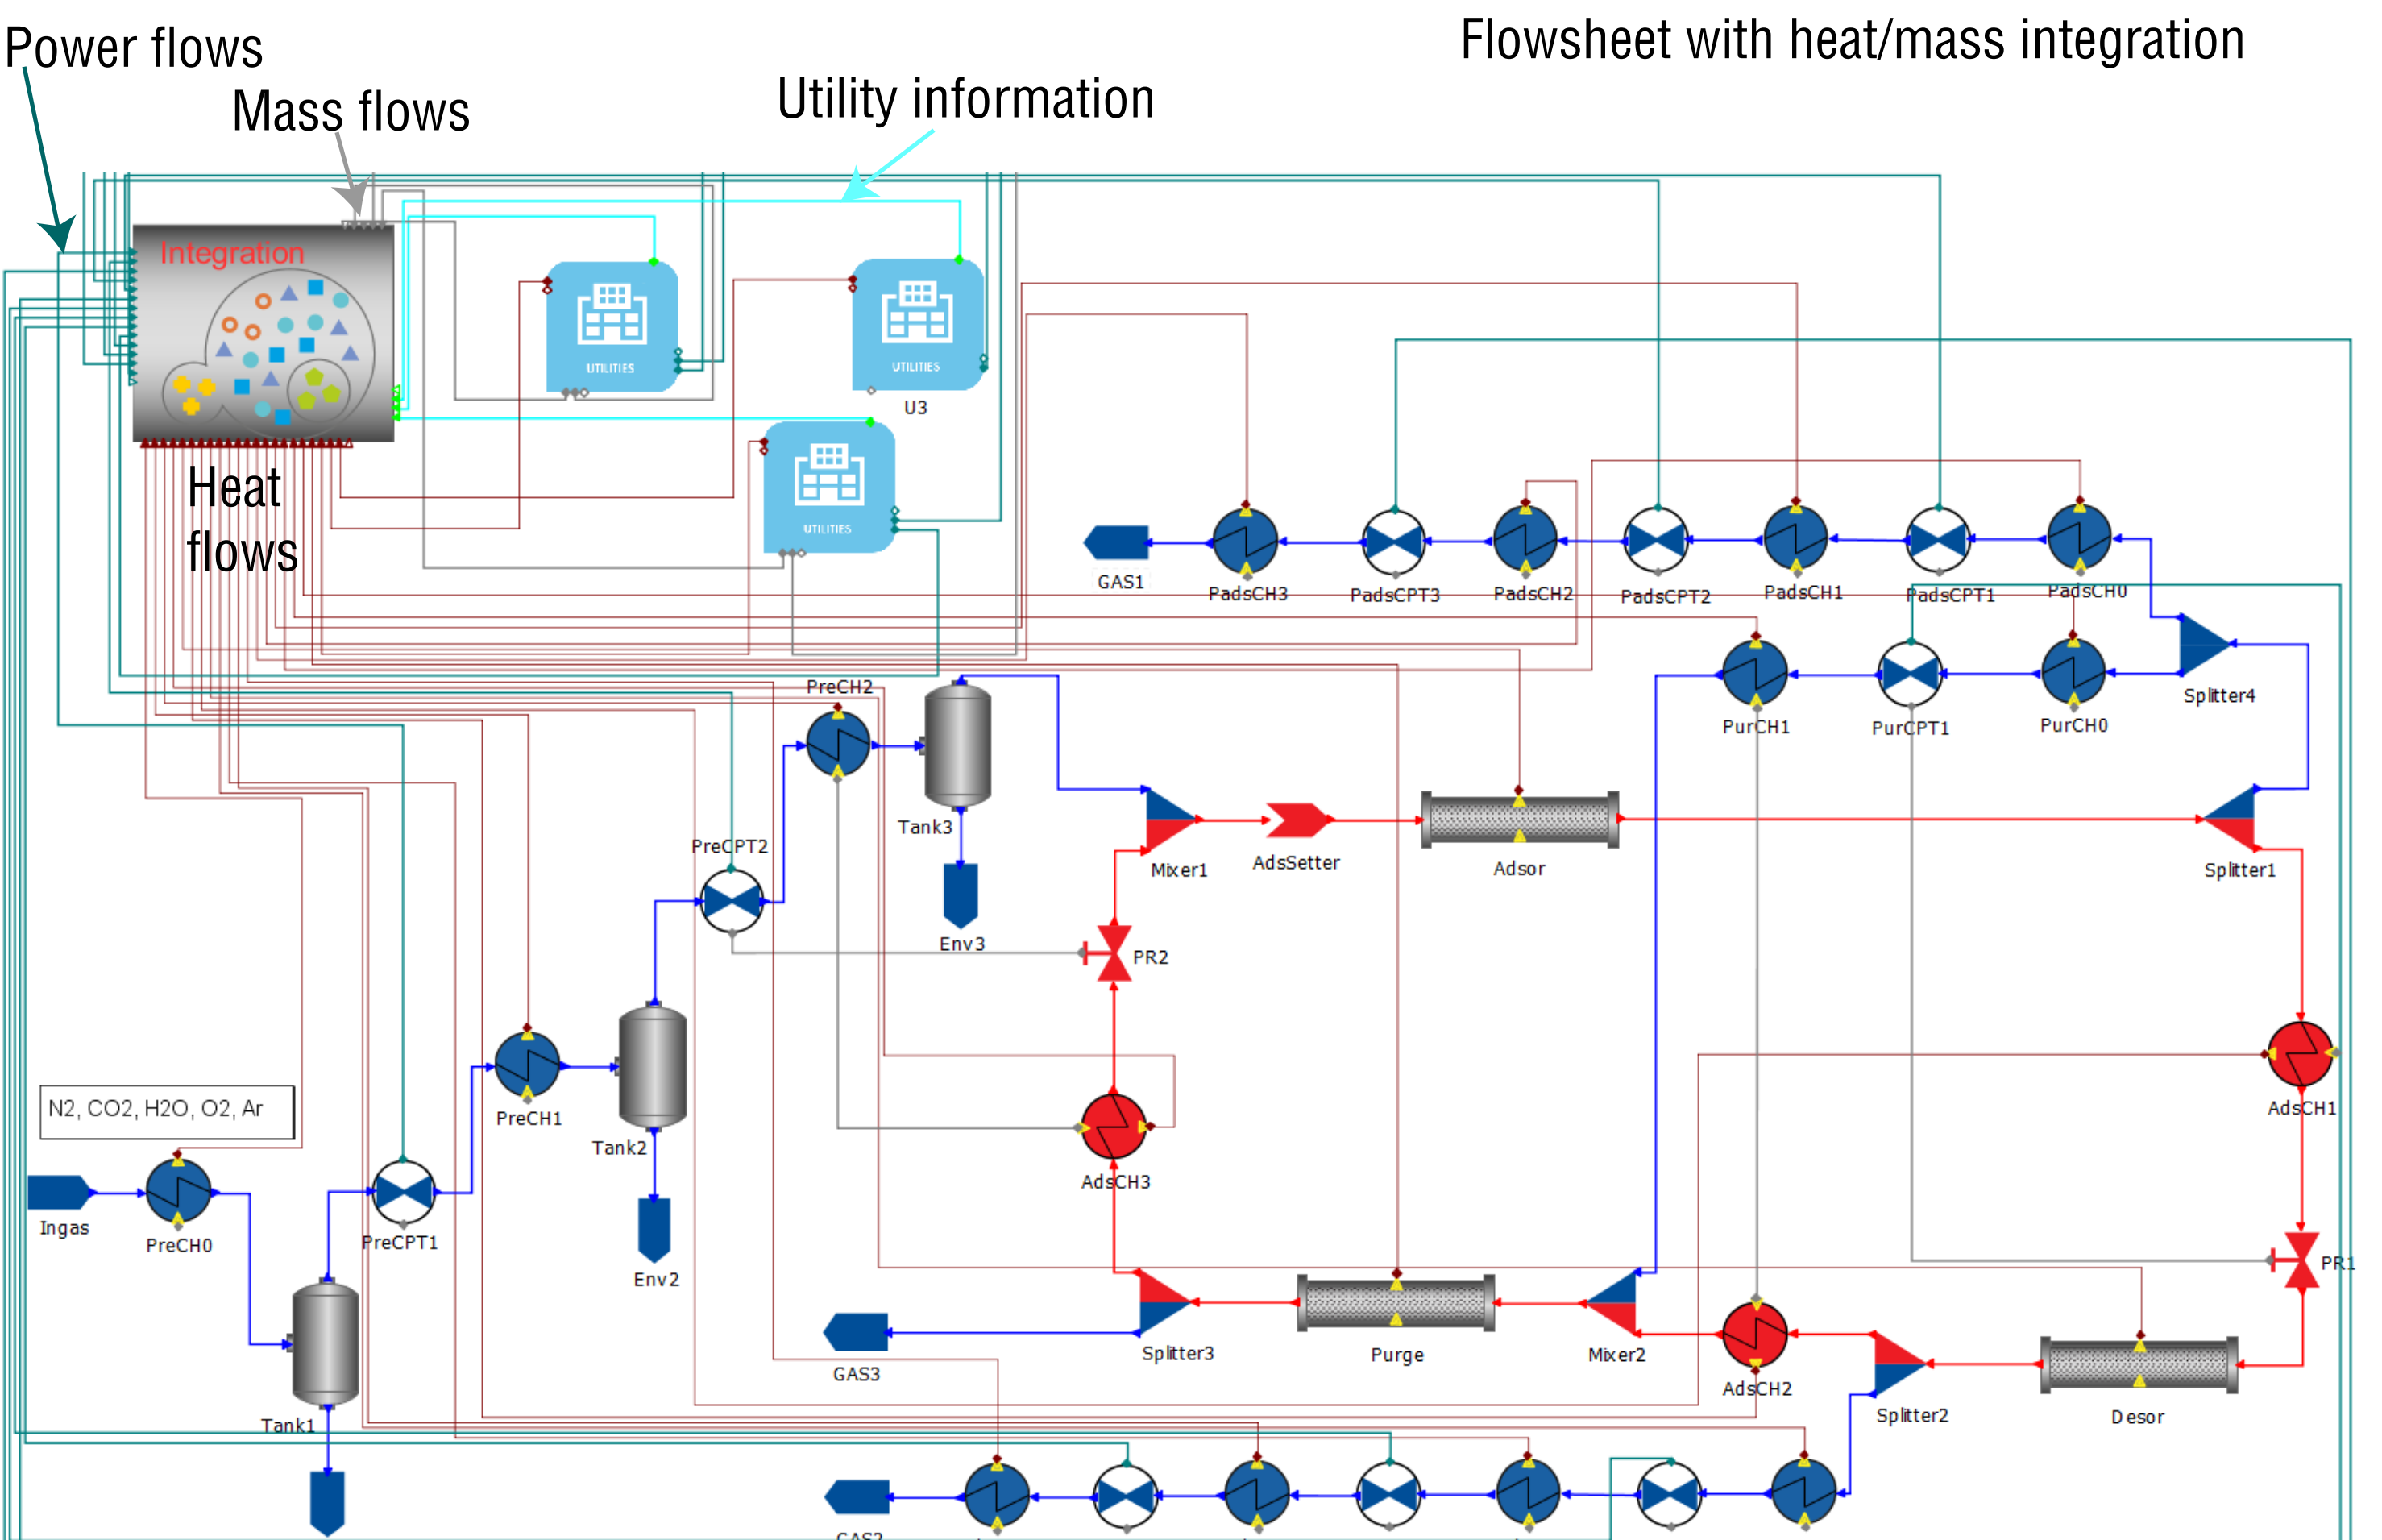 Flowsheet with heat/mass integration
Power flows
Mass flows
Utility information
Integration
UTILITIES
UTILITIES
U3
UTILITIES
Heat
flows
GAS1
PadsCH3
PadsCPT3
PadsCH2
PadsCPT2
PadsCH1
PadsCPT1
PadsCH0
Splitter4
PurCH1
PurCPT1
PurCH0
PreCH2
Tank3
PreCPT2
Mixer1
AdsSetter
Adsor
Splitter1
Env3
PR2
N2, CO2, H2O, O2, Ar
PreCH1
Tank2
AdsCH1
AdsCH3
Ingas
PreCH0
PreCPT1
Env2
PR1
Splitter3
Purge
Mixer2
GAS3
AdsCH2
Splitter2
Desor
Tank1
GAS2